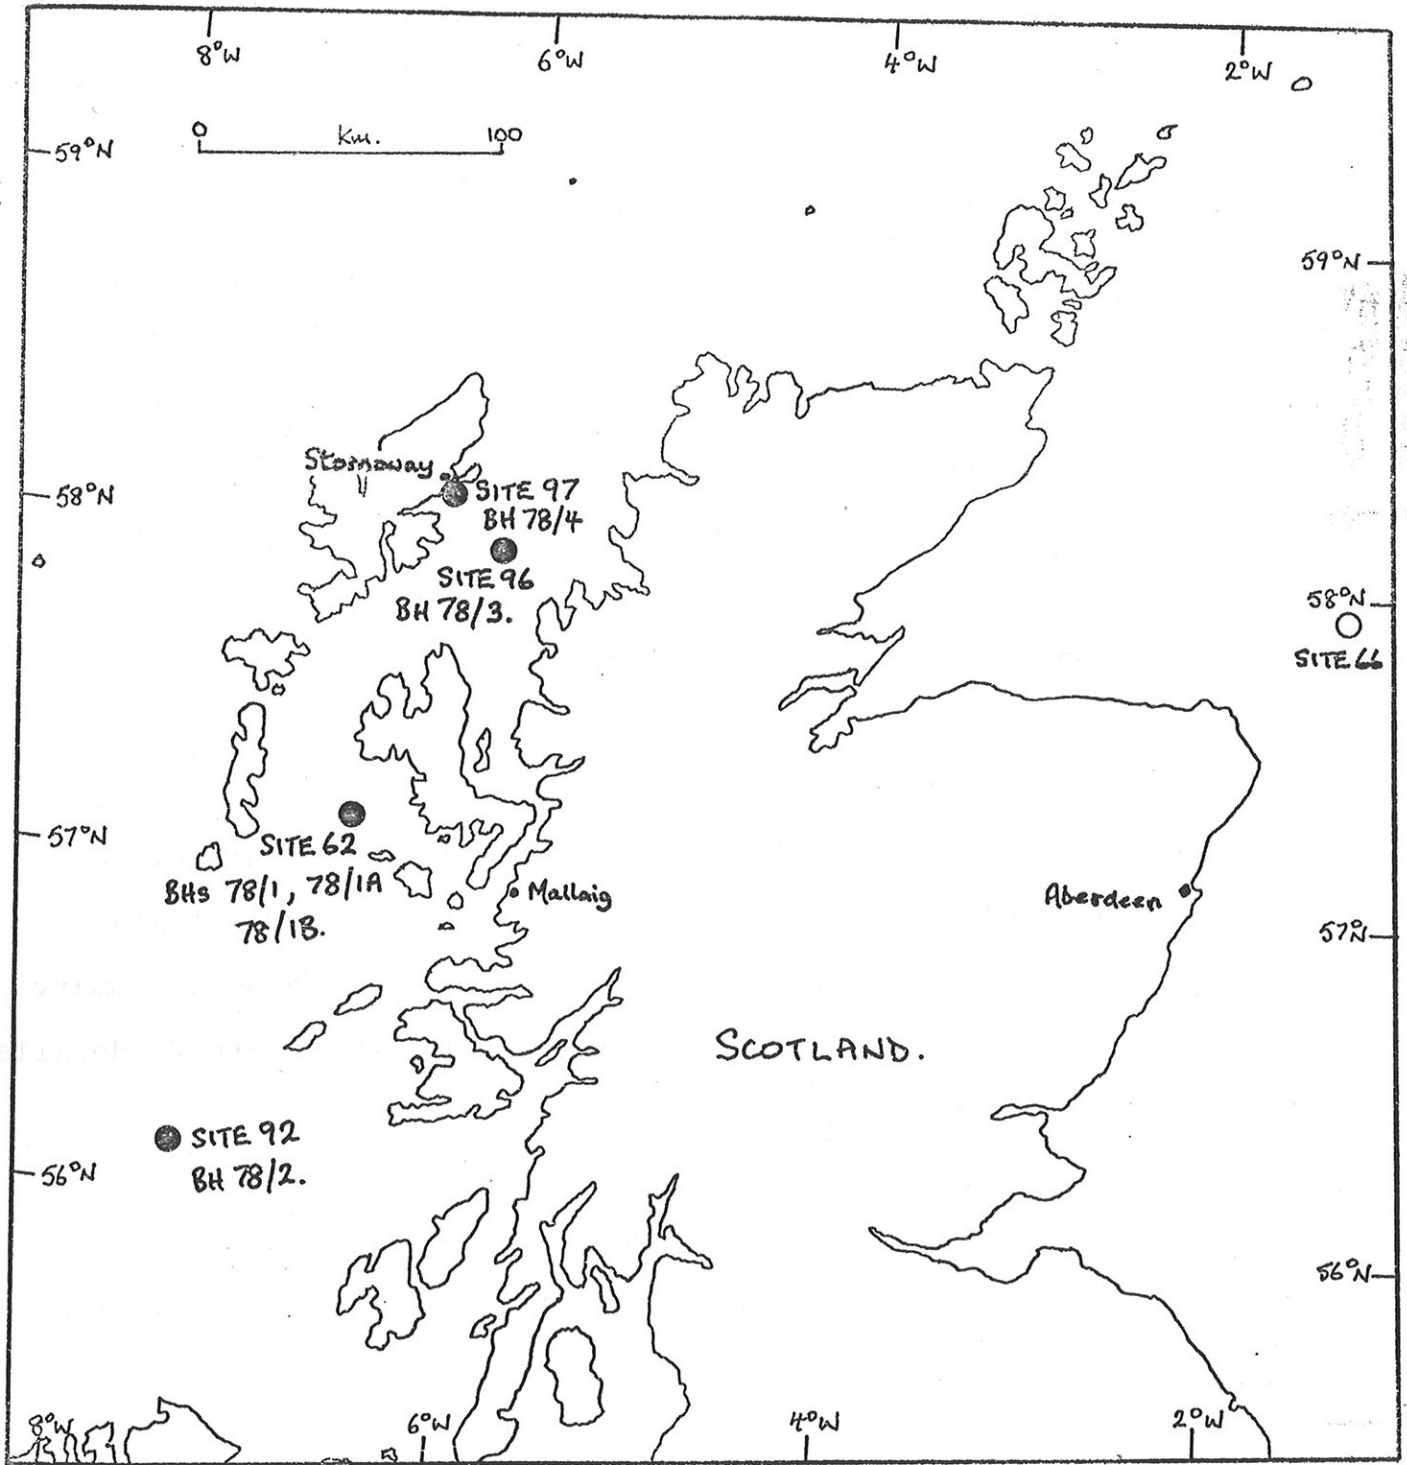 8°W
6°W
4°W
2°W
0 Km. 100
59°N
59°N
Stornoway
58°N
SITE 97
BH 78/4
SITE 96
BH 78/3.
58°N
SITE 66
57°N
SITE 62
BHs 78/1, 78/1A
78/1B.
Mallaig
Aberdeen
57°N
SCOTLAND.
SITE 92
BH 78/2.
56°N
56°N
8°W
6°W
4°W
2°W